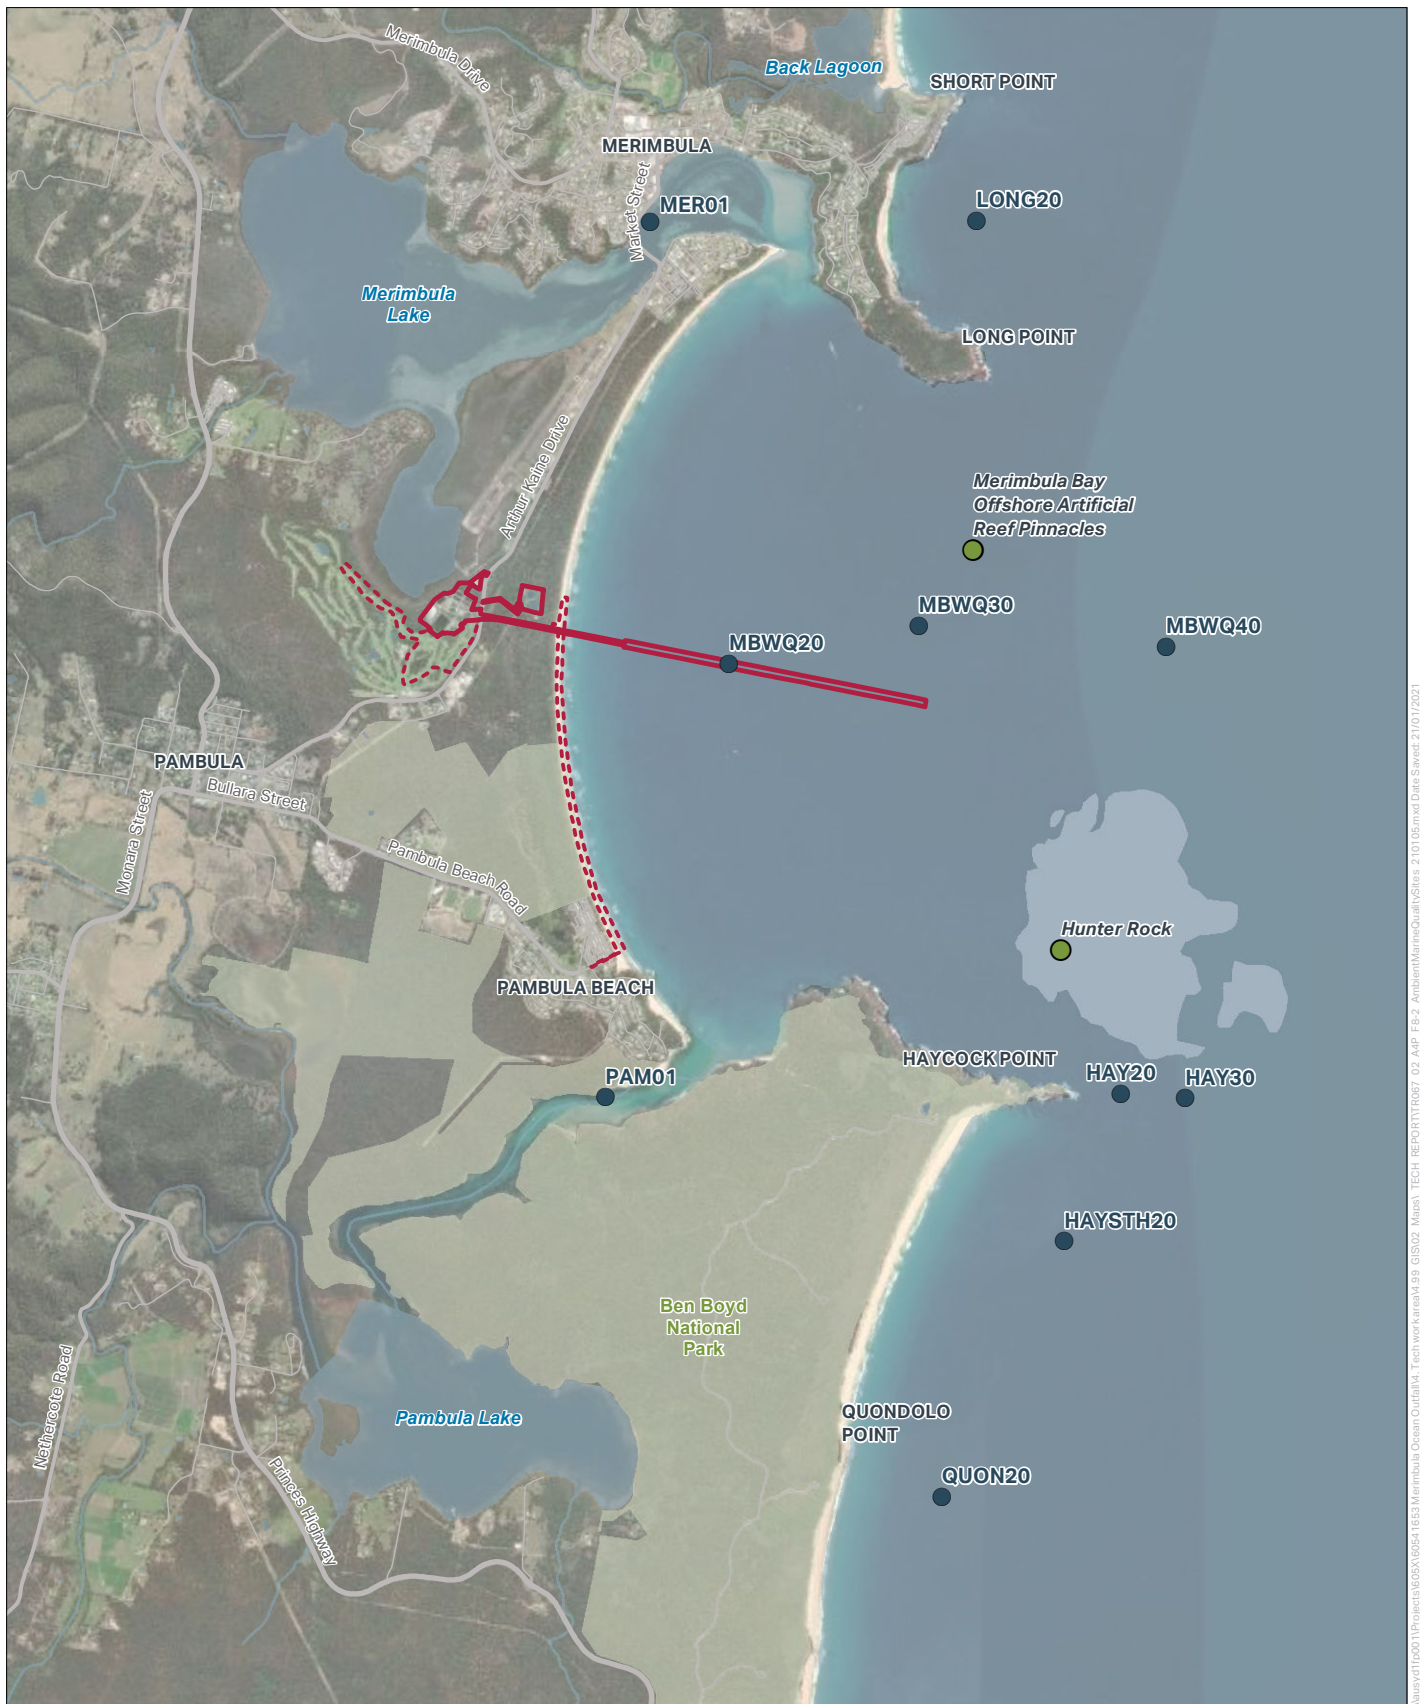 Merimbula Drive
Back Lagoon
SHORT POINT
MERIMBULA
Market Street
MER01
LONG20
Merimbula
Lake
LONG POINT
Arthur Kaine Drive
Merimbula Bay
Offshore Artificial
Reef Pinnacles
MBWQ30
MBWQ40
MBWQ20
PAMBULA
Bullara Street
Monara Street
Pambula Beach Road
Hunter Rock
PAMBULA BEACH
HAYCOCK POINT
PAM01
HAY20
HAY30
HAYSTH20
Ben Boyd
National
Park
Nethercote Road
Pambula Lake
QUONDOLO
POINT
Princes Highway
QUON20